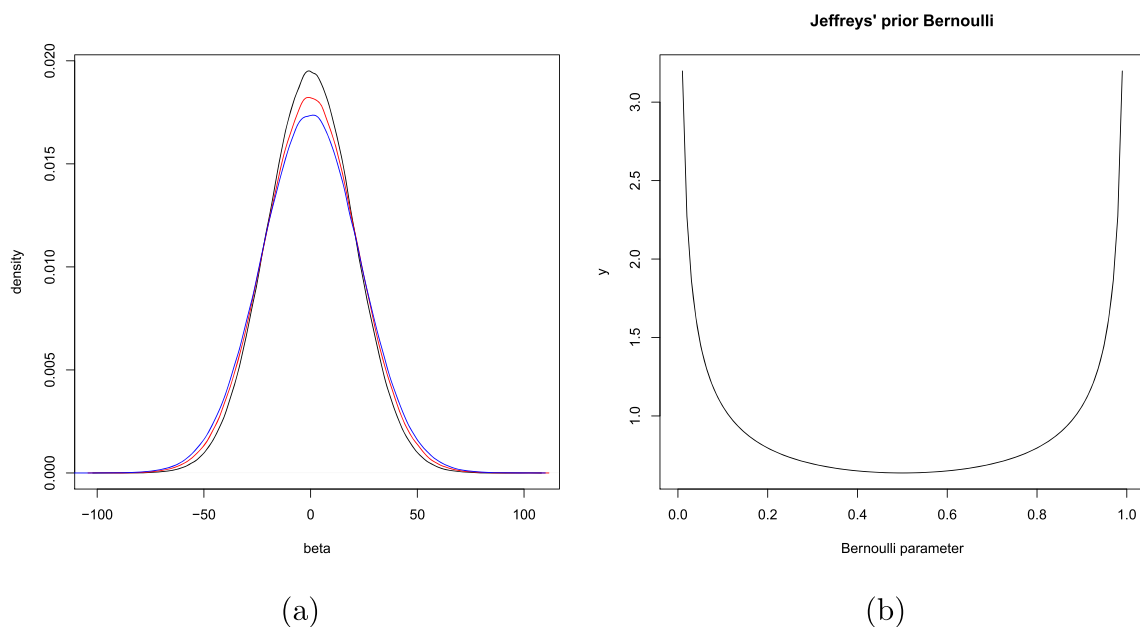 0.020
0.015
0.010
0.005
0.000
density
−100 −50 0 50 100
beta
(a)
Jeffreys' prior Bernoulli
3.0
2.5
2.0
1.5
1.0
y
0.0 0.2 0.4 0.6 0.8 1.0
Bernoulli parameter
(b)